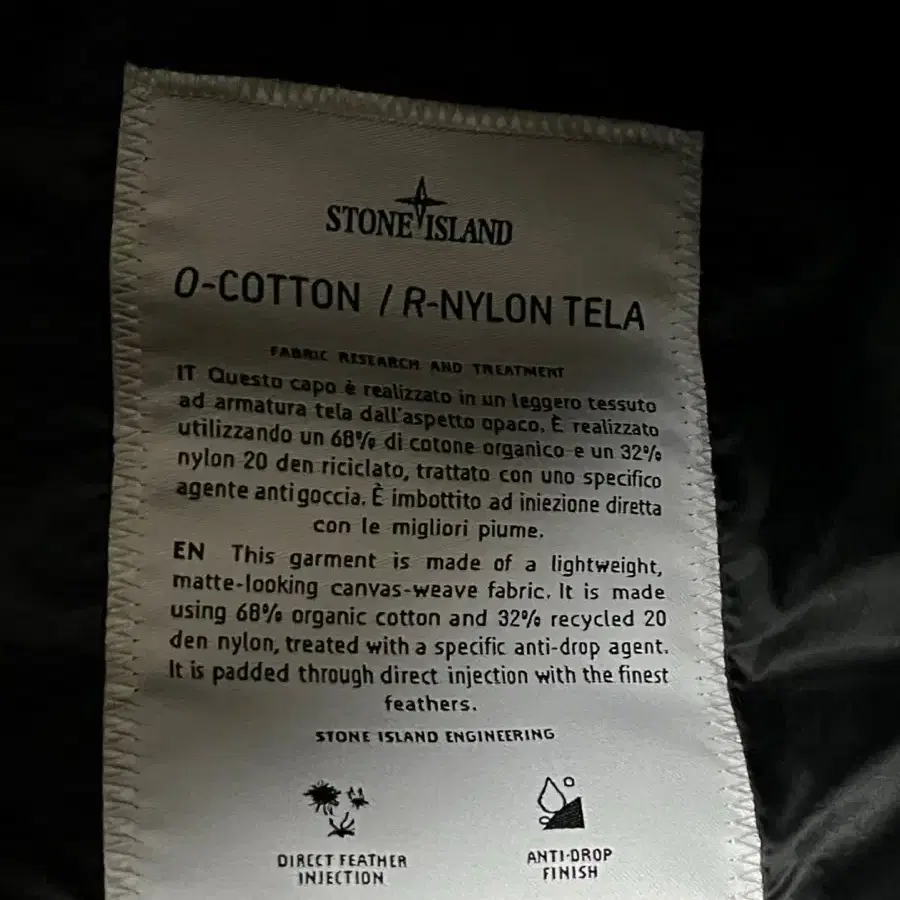 STONE ISLAND
O-COTTON / R-NYLON TELA
FABRIC RESEARCH AND TREATMENT
IT Questo capo è realizzato in un leggero tessuto
ad armatura tela dall'aspetto opaco. È realizzato
utilizzando un 68% di cotone organico e un 32%
nylon 20 den riciclato, trattato con uno specifico
agente antigoccia. È imbottito ad iniezione diretta
con le migliori piume.
EN This garment is made of a lightweight,
matte-looking canvas-weave fabric. It is made
using 68% organic cotton and 32% recycled 20
den nylon, treated with a specific anti-drop agent.
It is padded through direct injection with the finest
feathers.
STONE ISLAND ENGINEERING
DIRECT FEATHER
INJECTION
ANTI-DROP
FINISH